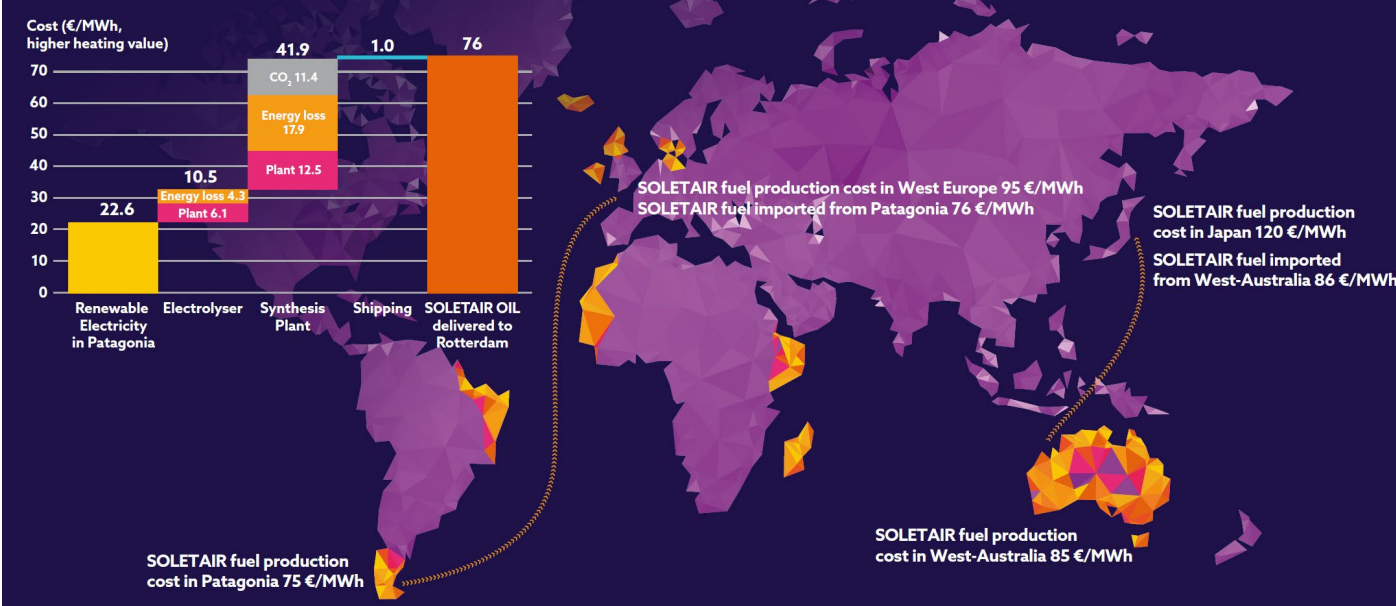 Cost (€/MWh,
higher heating value)
70
60
50
40
30
20
10
0
22.6
10.5
Energy loss 4.3
Plant 6.1
41.9
CO₂ 11.4
Energy loss
17.9
Plant 12.5
1.0
76
Renewable
Electricity
in Patagonia
Electrolyser
Synthesis
Plant
Shipping
SOLETAIR OIL
delivered to
Rotterdam
SOLETAIR fuel production cost in West Europe 95 €/MWh
SOLETAIR fuel imported from Patagonia 76 €/MWh
SOLETAIR fuel production
cost in Japan 120 €/MWh
SOLETAIR fuel imported
from West-Australia 86 €/MWh
SOLETAIR fuel production
cost in Patagonia 75 €/MWh
SOLETAIR fuel production
cost in West-Australia 85 €/MWh